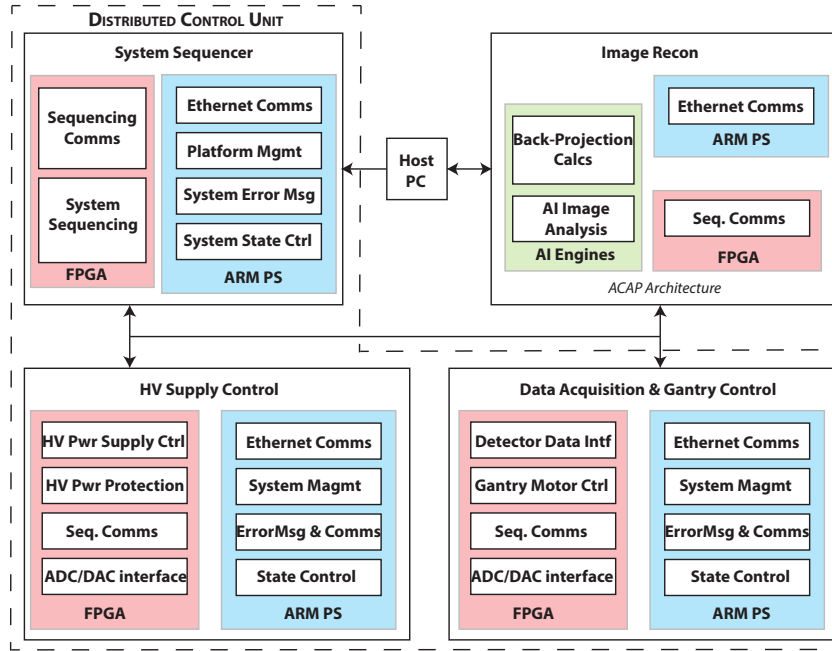 DISTRIBUTED CONTROL UNIT
System Sequencer
Sequencing
Comms
System
Sequencing
FPGA
Ethernet Comms
Platform Mgmt
System Error Msg
System State Ctrl
ARM PS
Host
PC
Image Recon
Back-Projection
Calcs
AI Image
Analysis
AI Engines
Ethernet Comms
ARM PS
Seq. Comms
FPGA
ACAP Architecture
HV Supply Control
HV Pwr Supply Ctrl
HV Pwr Protection
Seq. Comms
ADC/DAC interface
FPGA
Ethernet Comms
System Magmt
ErrorMsg & Comms
State Control
ARM PS
Data Acquisition & Gantry Control
Detector Data Intf
Gantry Motor Ctrl
Seq. Comms
ADC/DAC interface
FPGA
Ethernet Comms
System Magmt
ErrorMsg & Comms
State Control
ARM PS